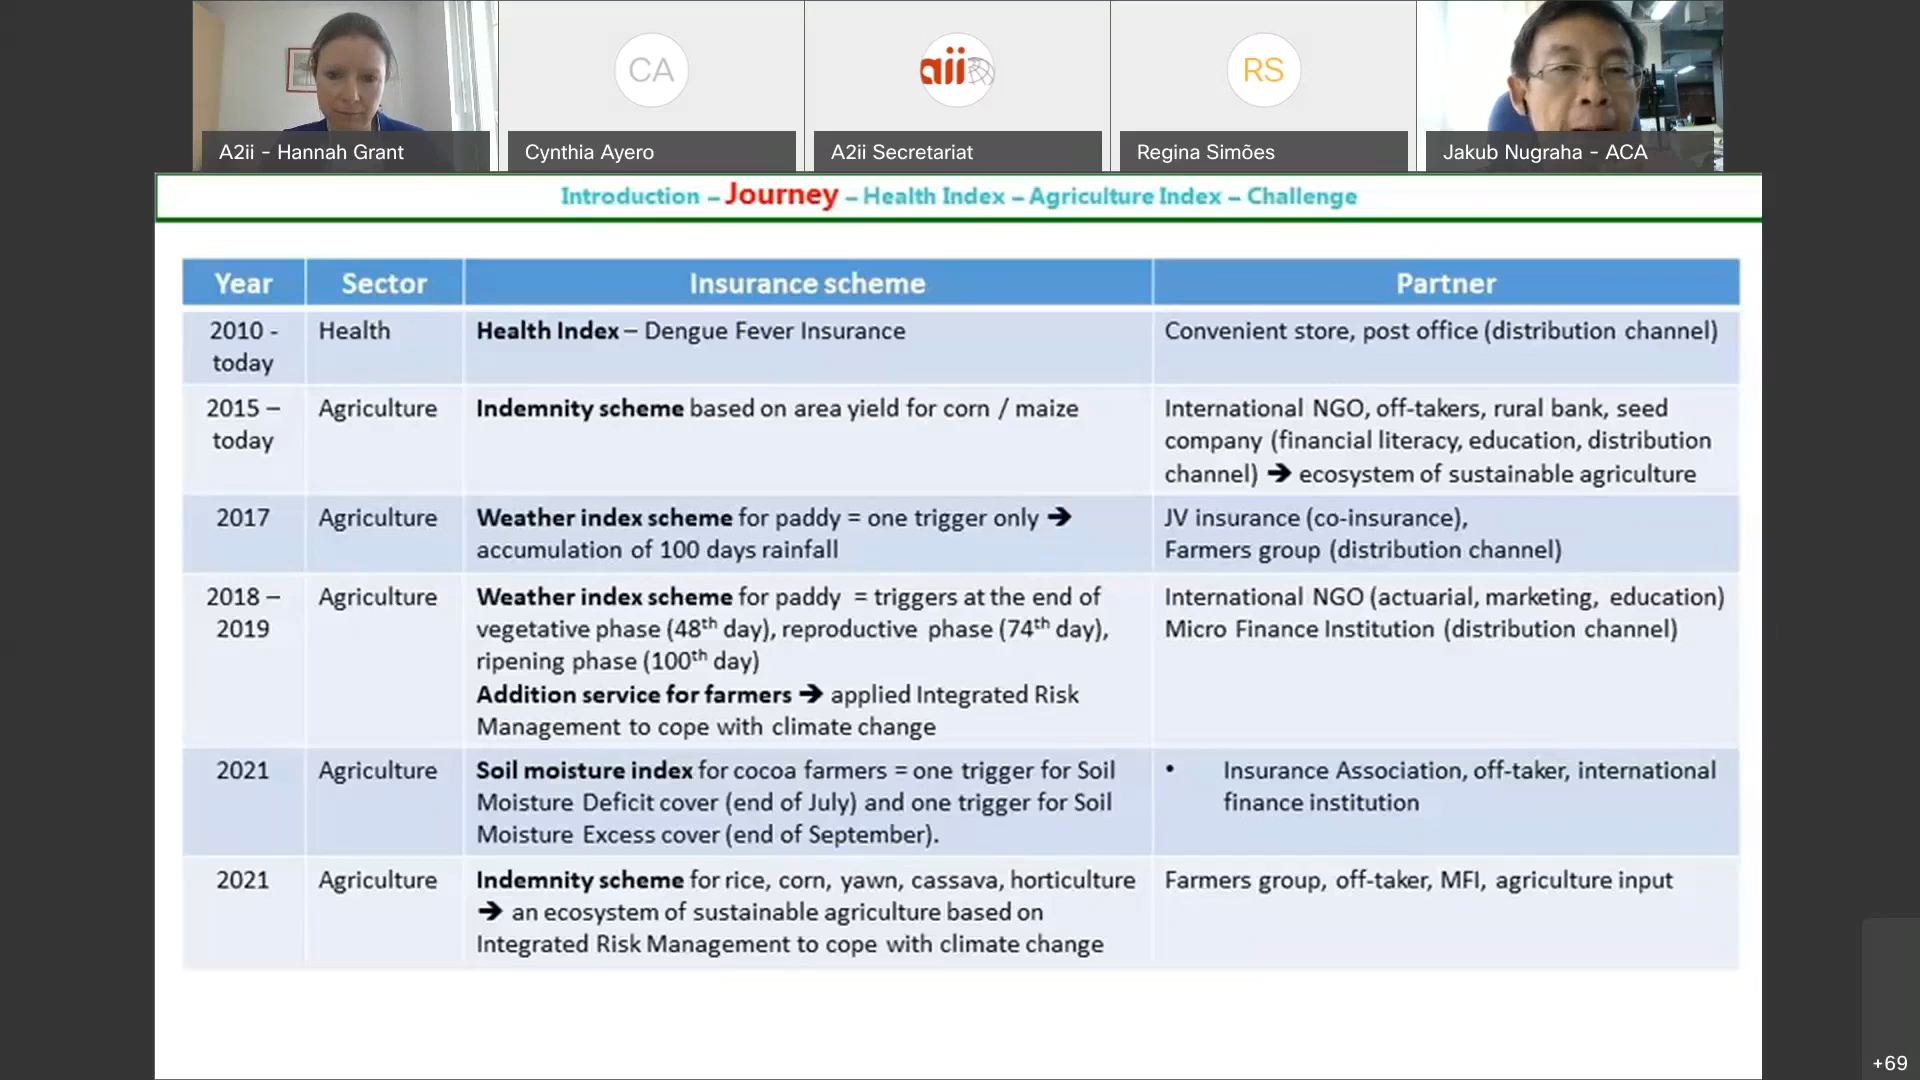 CA
aii
RS
A2ii - Hannah Grant
Cynthia Ayero
A2ii Secretariat
Regina Simões
Jakub Nugraha - ACA
Introduction – Journey – Health Index – Agriculture Index – Challenge
Year Sector Insurance scheme Partner
2010 -
today
Health
Health Index – Dengue Fever Insurance
Convenient store, post office (distribution channel)
2015 –
today
Agriculture
Indemnity scheme based on area yield for corn / maize
International NGO, off-takers, rural bank, seed
company (financial literacy, education, distribution
channel) ➔ ecosystem of sustainable agriculture
2017
Agriculture
Weather index scheme for paddy = one trigger only ➔
accumulation of 100 days rainfall
JV insurance (co-insurance),
Farmers group (distribution channel)
2018 –
2019
Agriculture
Weather index scheme for paddy = triggers at the end of
vegetative phase (48th day), reproductive phase (74th day),
ripening phase (100th day)
Addition service for farmers ➔ applied Integrated Risk
Management to cope with climate change
International NGO (actuarial, marketing, education)
Micro Finance Institution (distribution channel)
2021
Agriculture
Soil moisture index for cocoa farmers = one trigger for Soil
Moisture Deficit cover (end of July) and one trigger for Soil
Moisture Excess cover (end of September).
• Insurance Association, off-taker, international
finance institution
2021
Agriculture
Indemnity scheme for rice, corn, yawn, cassava, horticulture
➔ an ecosystem of sustainable agriculture based on
Integrated Risk Management to cope with climate change
Farmers group, off-taker, MFI, agriculture input
+69